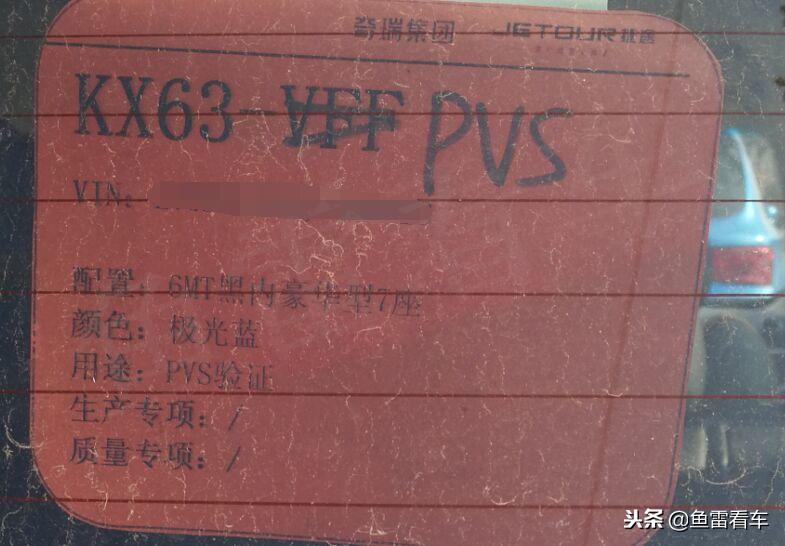 奇瑞集团 JETOUR捷途
KX63-VFF PVS
VIN:
配置：6MT黑内豪华型7座
颜色：极光蓝
用途：PVS验证
生产专项：/
质量专项：/
头条 @鱼雷看车